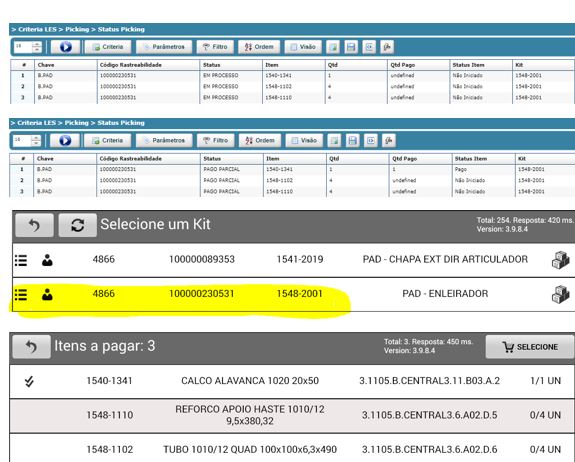 > Criteria LES > Picking > Status Picking
15 Criteria Parâmetros Filtro Ordem Visão
# Chave Código Rastreabilidade Status Item Qtd Qtd Pago Status Item Kit
1 B.PAD 100000230531 EM PROCESSO 1540-1341 1 undefined Não Iniciado 1548-2001
2 B.PAD 100000230531 EM PROCESSO 1548-1102 4 undefined Não Iniciado 1548-2001
3 B.PAD 100000230531 EM PROCESSO 1548-1110 4 undefined Não Iniciado 1548-2001
> Criteria LES > Picking > Status Picking
15 Criteria Parâmetros Filtro Ordem Visão
# Chave Código Rastreabilidade Status Item Qtd Qtd Pago Status Item Kit
1 B.PAD 100000230531 PAGO PARCIAL 1540-1341 1 1 Pago 1548-2001
2 B.PAD 100000230531 PAGO PARCIAL 1548-1102 4 undefined Não Iniciado 1548-2001
3 B.PAD 100000230531 PAGO PARCIAL 1548-1110 4 undefined Não Iniciado 1548-2001
Selecione um Kit Total: 254. Resposta: 420 ms.
Version: 3.9.8.4
4866 100000089353 1541-2019 PAD - CHAPA EXT DIR ARTICULADOR
4866 100000230531 1548-2001 PAD - ENLEIRADOR
Itens a pagar: 3 Total: 3. Resposta: 450 ms. SELECIONE
Version: 3.9.8.4
1540-1341 CALCO ALAVANCA 1020 20x50 3.1105.B.CENTRAL3.11.B03.A.2 1/1 UN
1548-1110 REFORCO APOIO HASTE 1010/12 3.1105.B.CENTRAL3.6.A02.D.5 0/4 UN
9,5x380,32
1548-1102 TUBO 1010/12 QUAD 100x100x6,3x490 3.1105.B.CENTRAL3.6.A02.D.6 0/4 UN